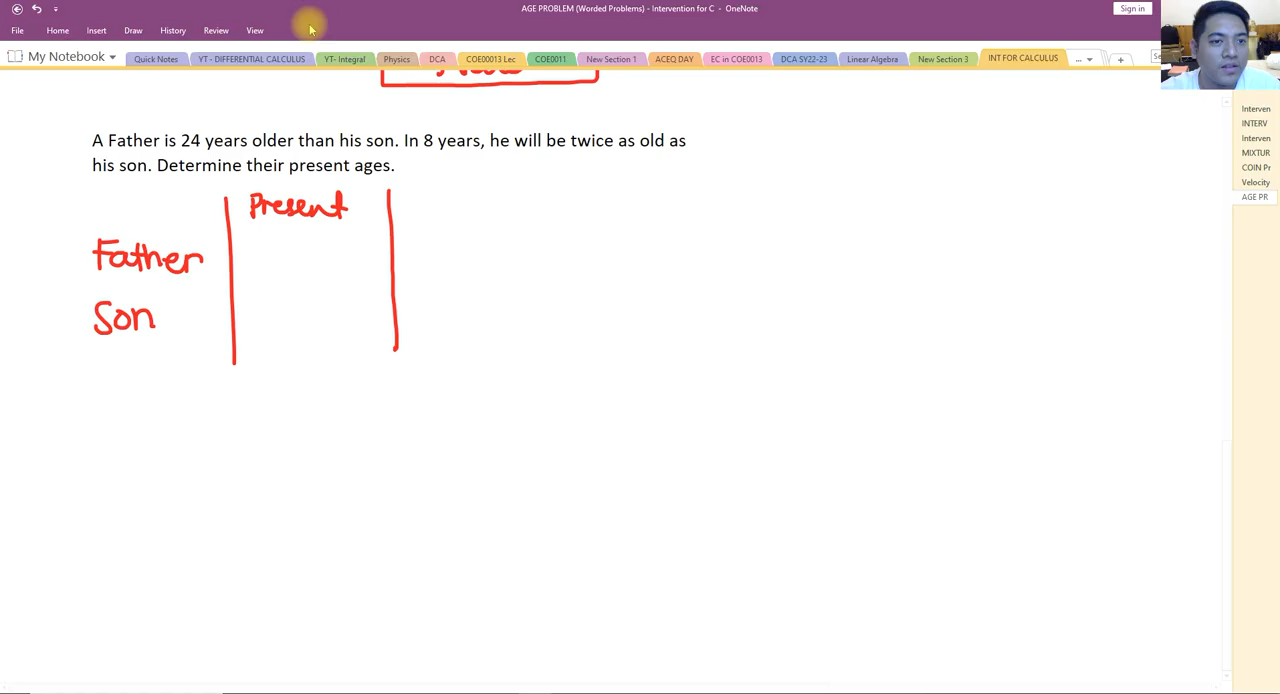 AGE PROBLEM (Worded Problems) - Intervention for C - OneNote
Sign in
File Home Insert Draw History Review View
My Notebook Quick Notes YT - DIFFERENTIAL CALCULUS YT- Integral Physics DCA COE00013 Lec COE0011 New Section 1 ACEQ DAY EC in COE0013 DCA SY22-23 Linear Algebra New Section 3 INT FOR CALCULUS ... + Se
Interven
INTERV
Interven
MIXTUR
COIN Pr
Velocity
AGE PR
A Father is 24 years older than his son. In 8 years, he will be twice as old as
his son. Determine their present ages.
Present
Father
Son